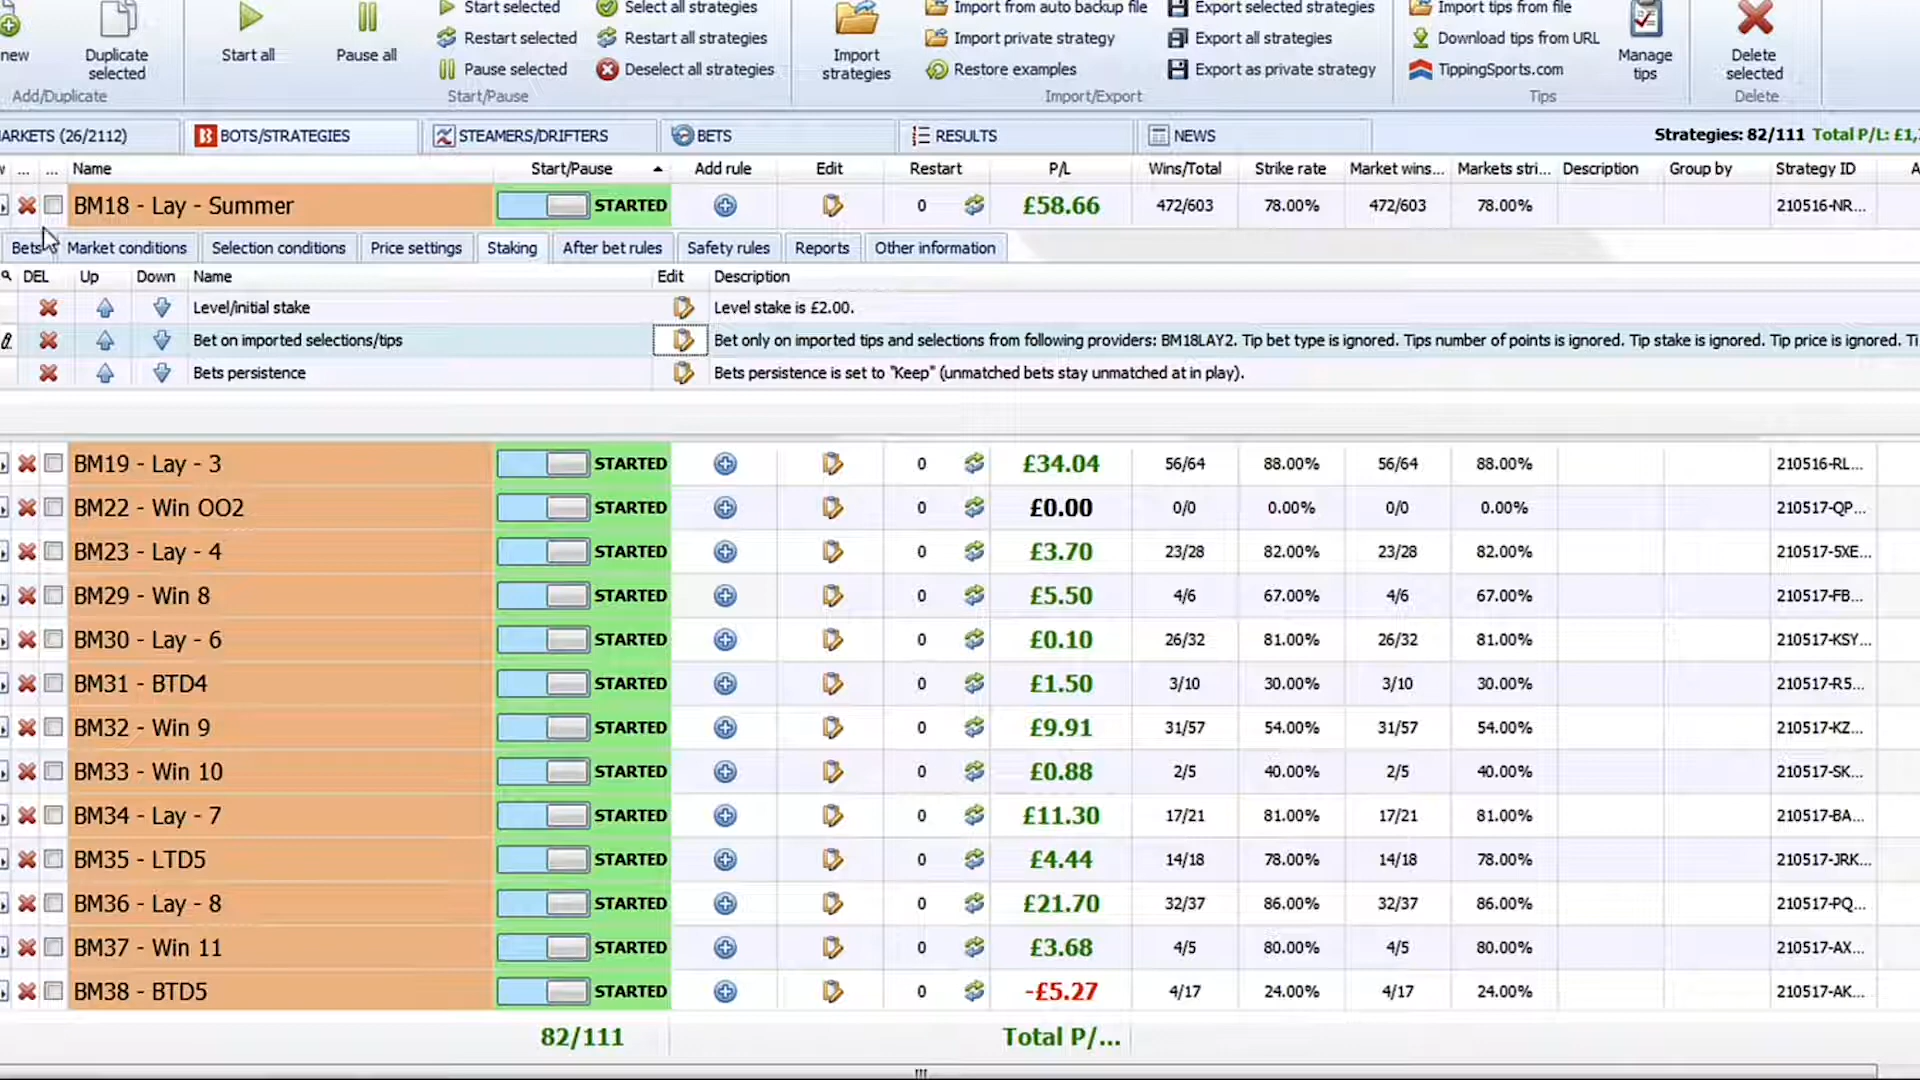 new Duplicate selected Start all Pause all Start selected Select all strategies
Restart selected Restart all strategies
Pause selected Deselect all strategies
Add/Duplicate Start/Pause
Import strategies Import from auto backup file Export selected strategies
Import private strategy Export all strategies
Restore examples Export as private strategy
Import/Export
Import tips from file
Download tips from URL
TippingSports.com
Manage tips
Tips
Delete selected
Delete
ARKETS (26/2112) BOTS/STRATEGIES STEAMERS/DRIFTERS BETS RESULTS NEWS Strategies: 82/111 Total P/L: £1,
... ... Name Start/Pause Add rule Edit Restart P/L Wins/Total Strike rate Market wins... Markets stri... Description Group by Strategy ID A
BM18 - Lay - Summer STARTED 0 £58.66 472/603 78.00% 472/603 78.00% 210516-NR...
Bets Market conditions Selection conditions Price settings Staking After bet rules Safety rules Reports Other information
DEL Up Down Name Edit Description
Level/initial stake Level stake is £2.00.
Bet on imported selections/tips Bet only on imported tips and selections from following providers: BM18LAY2. Tip bet type is ignored. Tips number of points is ignored. Tip stake is ignored. Tip price is ignored. Ti
Bets persistence Bets persistence is set to "Keep" (unmatched bets stay unmatched at in play).
BM19 - Lay - 3 STARTED 0 £34.04 56/64 88.00% 56/64 88.00% 210516-RL...
BM22 - Win OO2 STARTED 0 £0.00 0/0 0.00% 0/0 0.00% 210517-QP...
BM23 - Lay - 4 STARTED 0 £3.70 23/28 82.00% 23/28 82.00% 210517-5XE...
BM29 - Win 8 STARTED 0 £5.50 4/6 67.00% 4/6 67.00% 210517-FB...
BM30 - Lay - 6 STARTED 0 £0.10 26/32 81.00% 26/32 81.00% 210517-KSY...
BM31 - BTD4 STARTED 0 £1.50 3/10 30.00% 3/10 30.00% 210517-R5...
BM32 - Win 9 STARTED 0 £9.91 31/57 54.00% 31/57 54.00% 210517-KZ...
BM33 - Win 10 STARTED 0 £0.88 2/5 40.00% 2/5 40.00% 210517-SK...
BM34 - Lay - 7 STARTED 0 £11.30 17/21 81.00% 17/21 81.00% 210517-BA...
BM35 - LTD5 STARTED 0 £4.44 14/18 78.00% 14/18 78.00% 210517-JRK...
BM36 - Lay - 8 STARTED 0 £21.70 32/37 86.00% 32/37 86.00% 210517-PQ...
BM37 - Win 11 STARTED 0 £3.68 4/5 80.00% 4/5 80.00% 210517-AX...
BM38 - BTD5 STARTED 0 -£5.27 4/17 24.00% 4/17 24.00% 210517-AK...
82/111 Total P/...